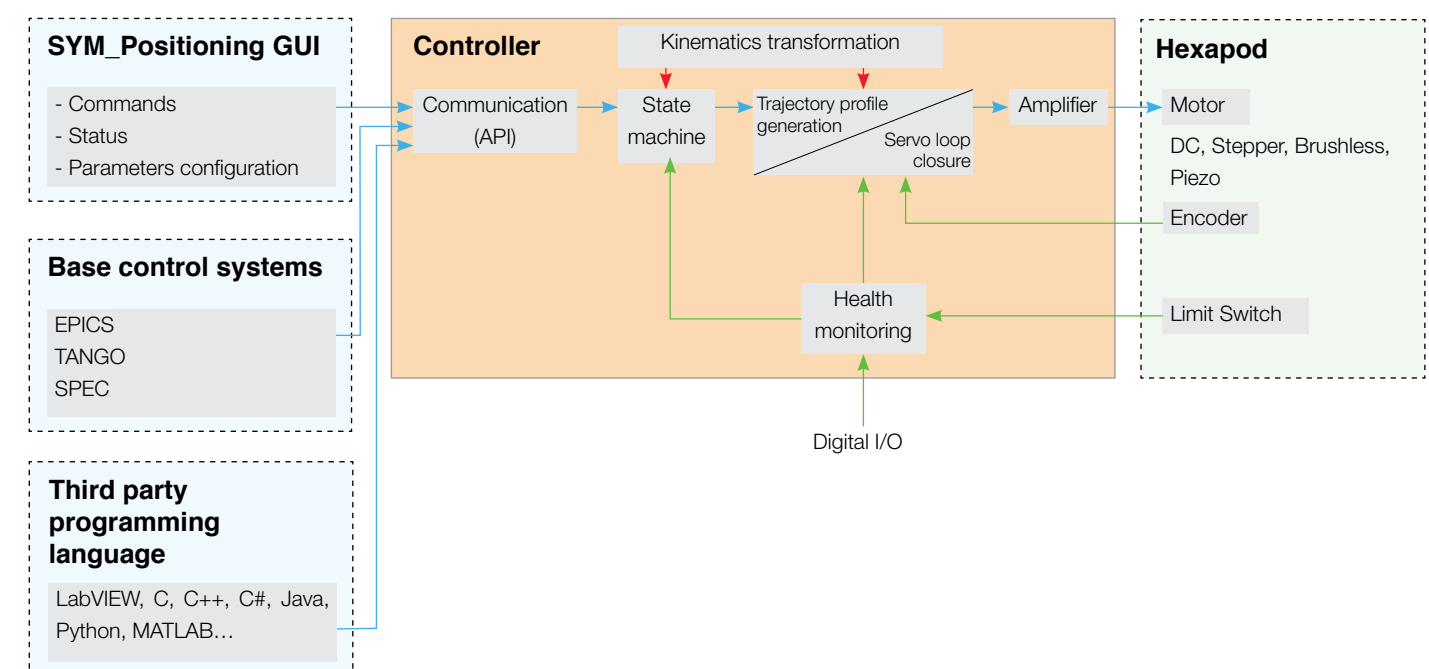 SYM_Positioning GUI
- Commands
- Status
- Parameters configuration
Base control systems
EPICS
TANGO
SPEC
Third party
programming
language
LabVIEW, C, C++, C#, Java,
Python, MATLAB…
Controller
Kinematics transformation
Communication
(API)
State
machine
Trajectory profile
generation
Servo loop
closure
Amplifier
Health
monitoring
Digital I/O
Hexapod
Motor
DC, Stepper, Brushless,
Piezo
Encoder
Limit Switch